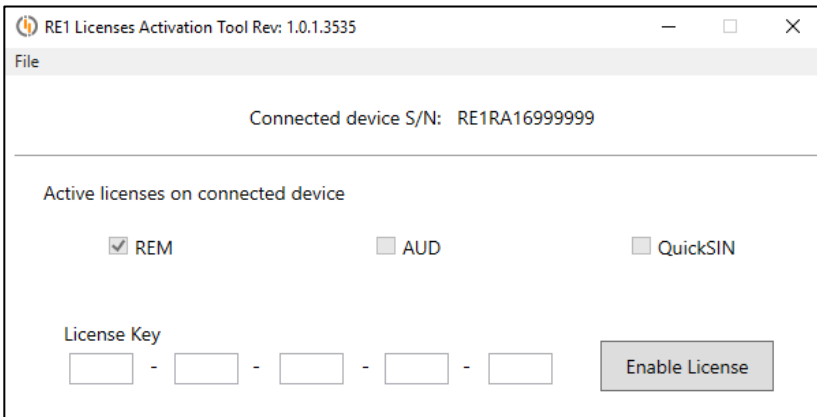 RE1 Licenses Activation Tool Rev: 1.0.1.3535
File
Connected device S/N: RE1RA16999999
Active licenses on connected device
REM AUD QuickSIN
License Key
- - - -
Enable License